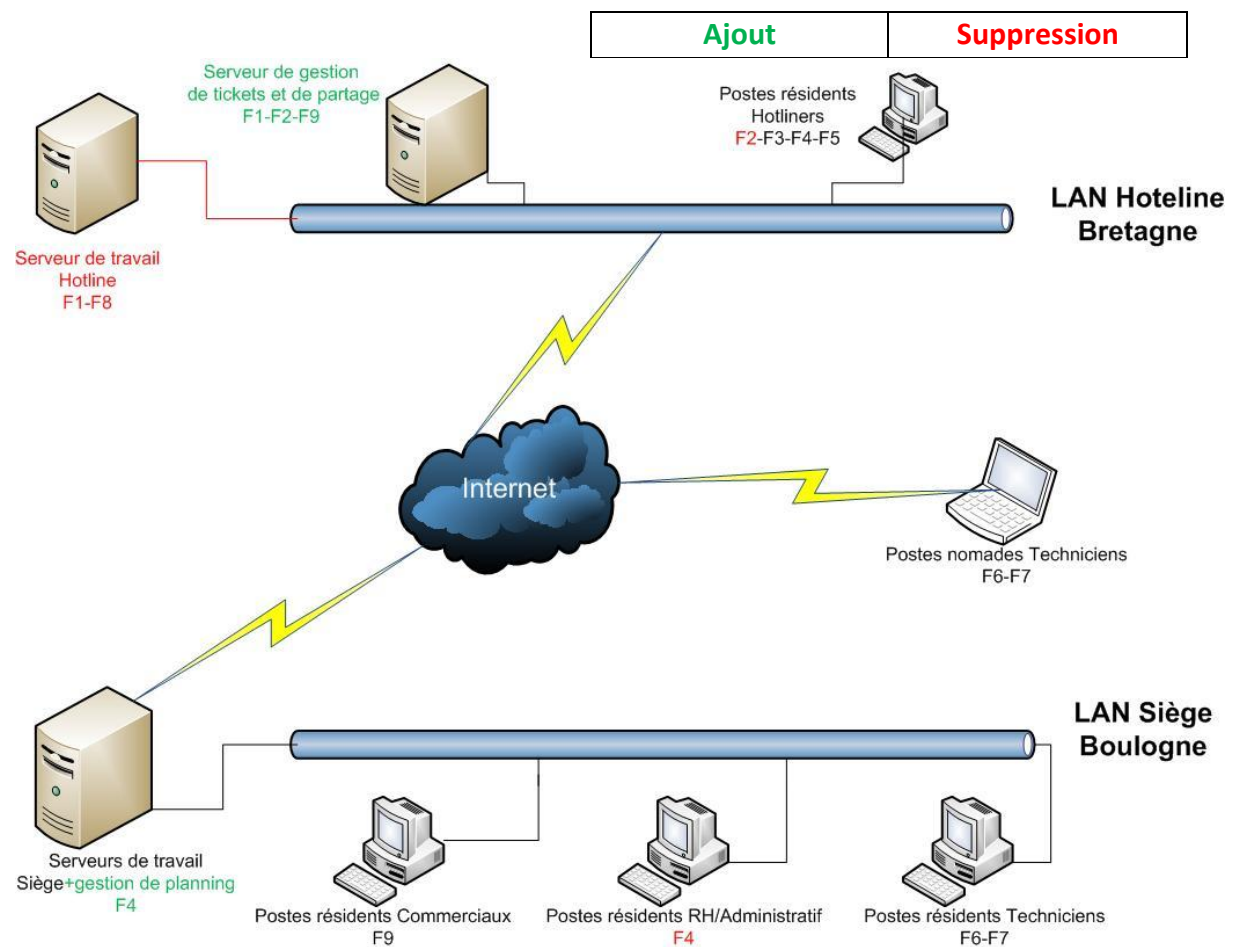 Ajout Suppression
Serveur de gestion
de tickets et de partage
F1-F2-F9
Postes résidents
Hotliners
F2-F3-F4-F5
LAN Hoteline
Bretagne
Serveur de travail
Hotline
F1-F8
Internet
Postes nomades Techniciens
F6-F7
LAN Siège
Boulogne
Serveurs de travail
Siège+gestion de planning
F4
Postes résidents Commerciaux
F9
Postes résidents RH/Administratif
F4
Postes résidents Techniciens
F6-F7